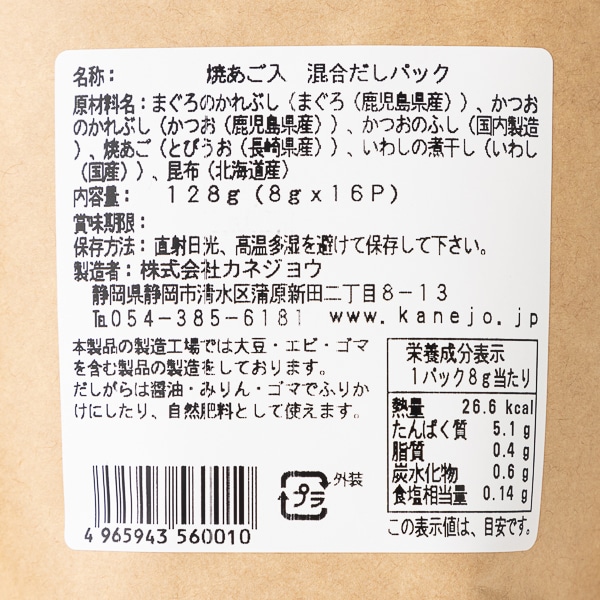 名称： 焼あご入 混合だしパック
原材料名：まぐろのかれぶし（まぐろ（鹿児島県産））、かつお
のかれぶし（かつお（鹿児島県産））、かつおのふし（国内製造
）、焼あご（とびうお（長崎県産））、いわしの煮干し（いわし
（国産））、昆布（北海道産）
内容量： １２８ｇ（８ｇｘ１６Ｐ）
賞味期限：
保存方法：直射日光、高温多湿を避けて保存して下さい。
製造者：株式会社カネジョウ
静岡県静岡市清水区蒲原新田二丁目８－１３
℡０５４－３８５－６１８１ ｗｗｗ．ｋａｎｅｊｏ．ｊｐ
本製品の製造工場では大豆・エビ・ゴマ
を含む製品の製造をしております。
だしがらは醤油・みりん・ゴマでふりか
けにしたり、自然肥料として使えます。
栄養成分表示
１パック８ｇ当たり
熱量 26.6 kcal
たんぱく質 5.1 g
脂質 0.4 g
炭水化物 0.6 g
食塩相当量 0.14 g
この表示値は、目安です。
プラ 外装
4 965943 560010